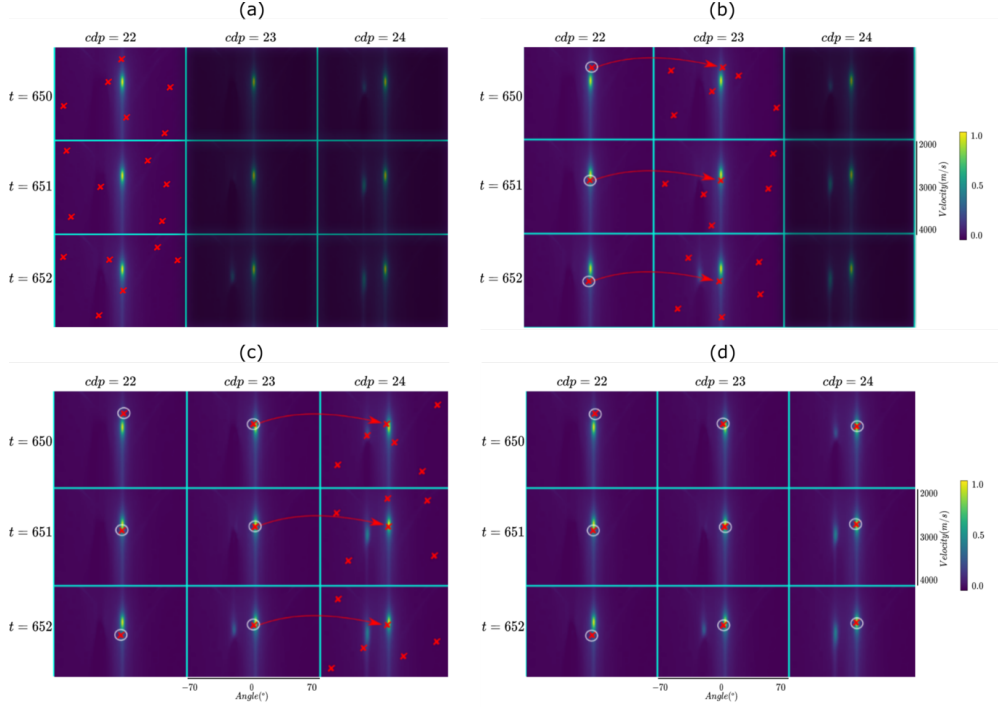 (a)
cdp = 22 cdp = 23 cdp = 24
t = 650
t = 651
t = 652
(b)
cdp = 22 cdp = 23 cdp = 24
t = 650
t = 651
t = 652
2000
3000
4000
Velocity(m/s)
1.0
0.5
0.0
(c)
cdp = 22 cdp = 23 cdp = 24
t = 650
t = 651
t = 652
−70 0 70
Angle(°)
(d)
cdp = 22 cdp = 23 cdp = 24
t = 650
t = 651
t = 652
2000
3000
4000
Velocity(m/s)
1.0
0.5
0.0
−70 0 70
Angle(°)